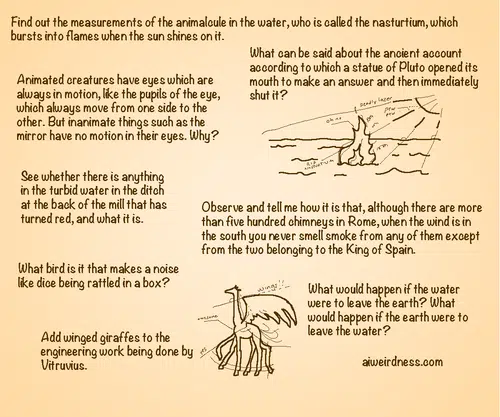 Find out the measurements of the animalcule in the water, who is called the nasturtium, which
bursts into flames when the sun shines on it.
What can be said about the ancient account
according to which a statue of Pluto opened its
mouth to make an answer and then immediately
shut it?
Animated creatures have eyes which are
always in motion, like the pupils of the eye,
which always move from one side to the
other. But inanimate things such as the
mirror have no motion in their eyes. Why?
Deadly lazer
pew
See whether there is anything
in the turbid water in the ditch
at the back of the mill that has
turned red, and what it is.
Observe and tell me how it is that, although there are more
than five hundred chimneys in Rome, when the wind is in
the south you never smell smoke from any of them except
from the two belonging to the King of Spain.
What bird is it that makes a noise
like dice being rattled in a box?
wings!!
What would happen if the water
were to leave the earth? What
would happen if the earth were to
leave the water?
Add winged giraffes to the
engineering work being done by
Vitruvius.
aiweirdness.com